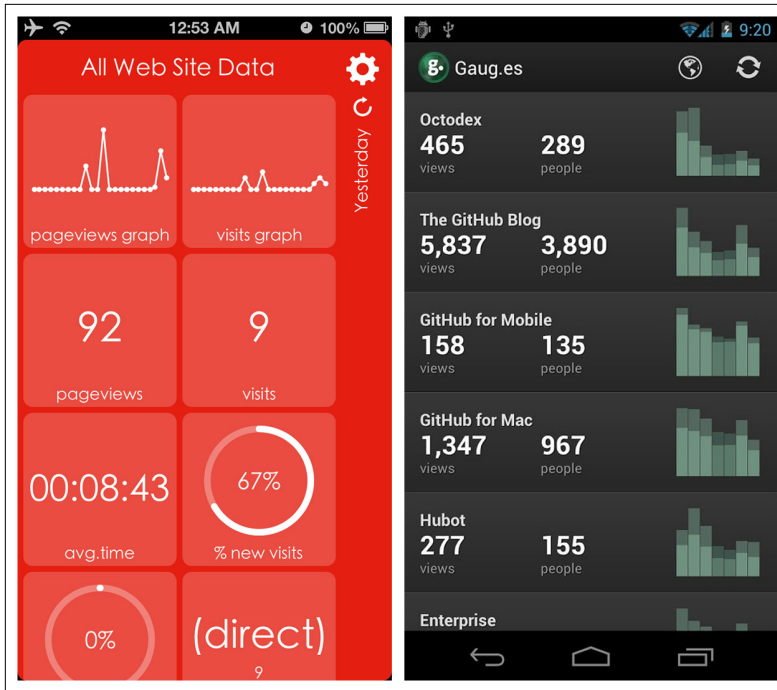 12:53 AM
100%
All Web Site Data
Yesterday
pageviews graph
visits graph
92
pageviews
9
visits
00:08:43
avg.time
67%
% new visits
0%
(direct)
9
9:20
g.
Gaug.es
Octodex
465
289
views
people
The GitHub Blog
5,837
3,890
views
people
GitHub for Mobile
158
135
views
people
GitHub for Mac
1,347
967
views
people
Hubot
277
155
views
people
Enterprise